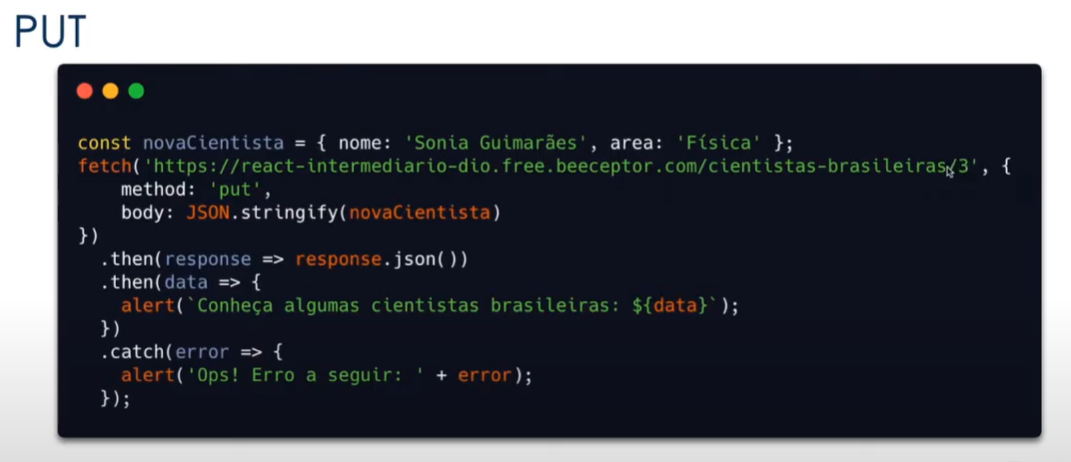 PUT
const novaCientista = { nome: 'Sonia Guimarães', area: 'Física' };
fetch('https://react-intermediario-dio.free.beeceptor.com/cientistas-brasileiras/3', {
    method: 'put',
    body: JSON.stringify(novaCientista)
})
  .then(response => response.json())
  .then(data => {
    alert(`Conheça algumas cientistas brasileiras: ${data}`);
  })
  .catch(error => {
    alert('Ops! Erro a seguir: ' + error);
  });